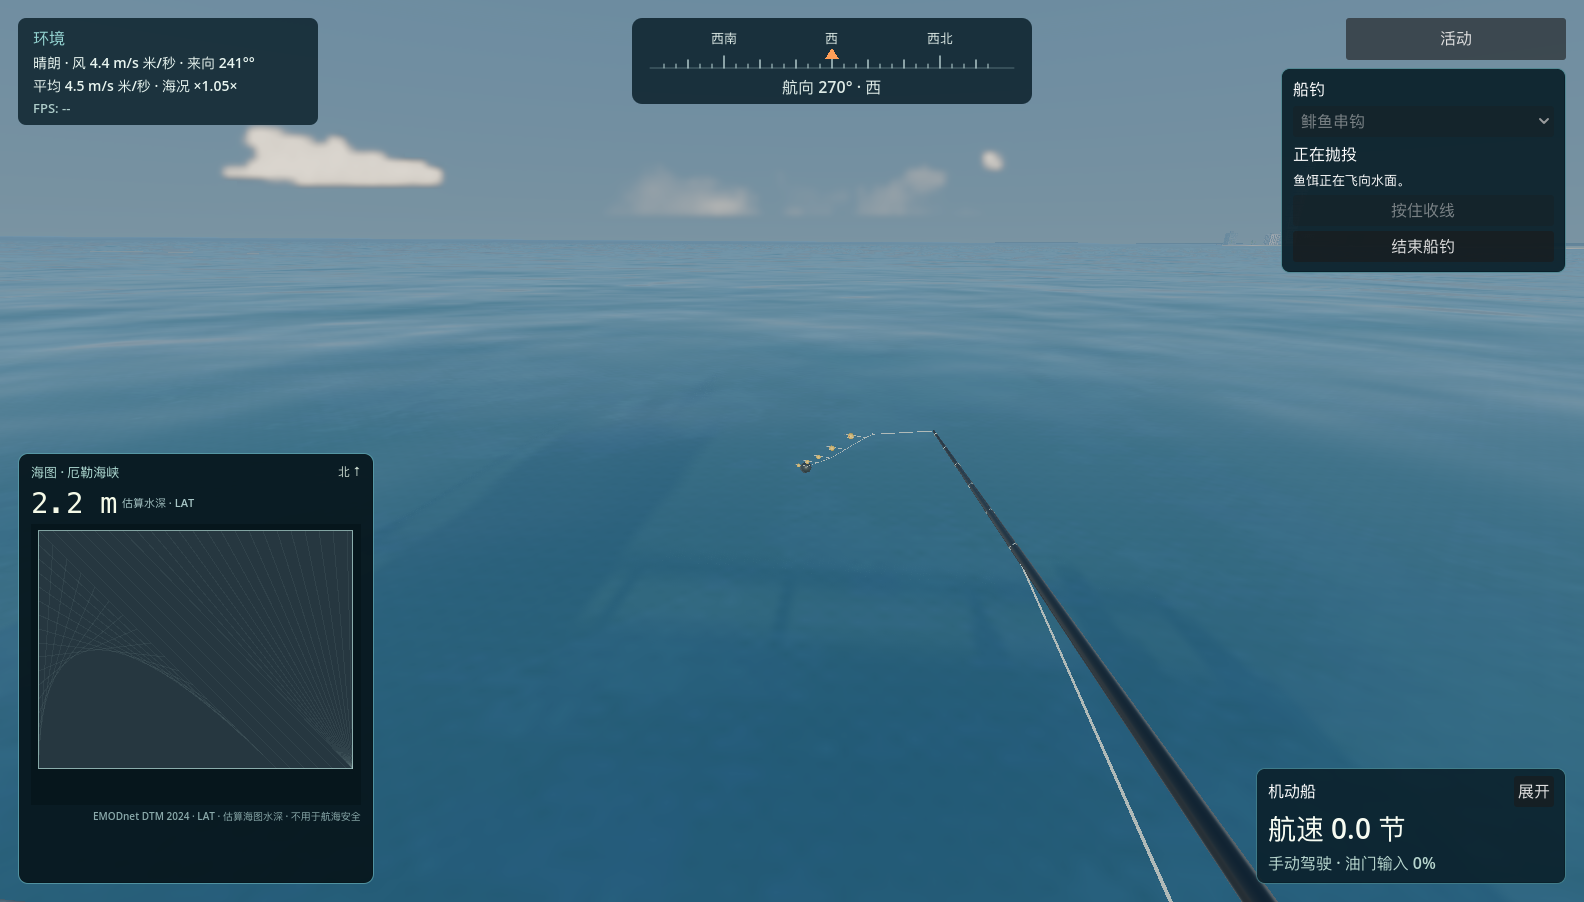 环境
晴朗 · 风 4.4 m/s 米/秒 · 来向 241°°
平均 4.5 m/s 米/秒 · 海况 ×1.05×
FPS: --
西南 西 西北
航向 270° · 西
活动
船钓
鲱鱼串钩
正在抛投
鱼饵正在飞向水面。
按住收线
结束船钓
海图 · 厄勒海峡 北 ↑
2.2 m 估算水深 · LAT
EMODnet DTM 2024 · LAT · 估算海图水深 · 不用于航海安全
机动船 展开
航速 0.0 节
手动驾驶 · 油门输入 0%